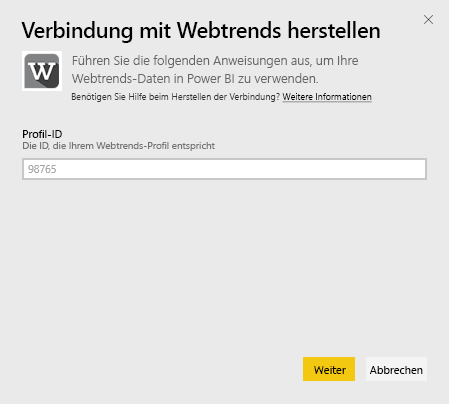 Verbindung mit Webtrends herstellen
W
Führen Sie die folgenden Anweisungen aus, um Ihre
Webtrends-Daten in Power BI zu verwenden.
Benötigen Sie Hilfe beim Herstellen der Verbindung? Weitere Informationen
Profil-ID
Die ID, die Ihrem Webtrends-Profil entspricht
98765
Weiter Abbrechen